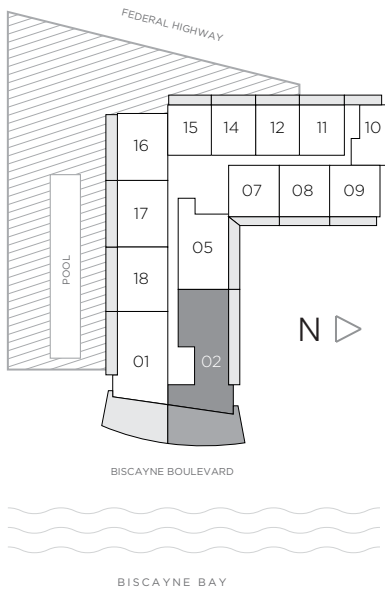 FEDERAL HIGHWAY
15 14 12 11 10
16
07 08 09
17
05
POOL
18
N
01
02
BISCAYNE BOULEVARD
BISCAYNE BAY